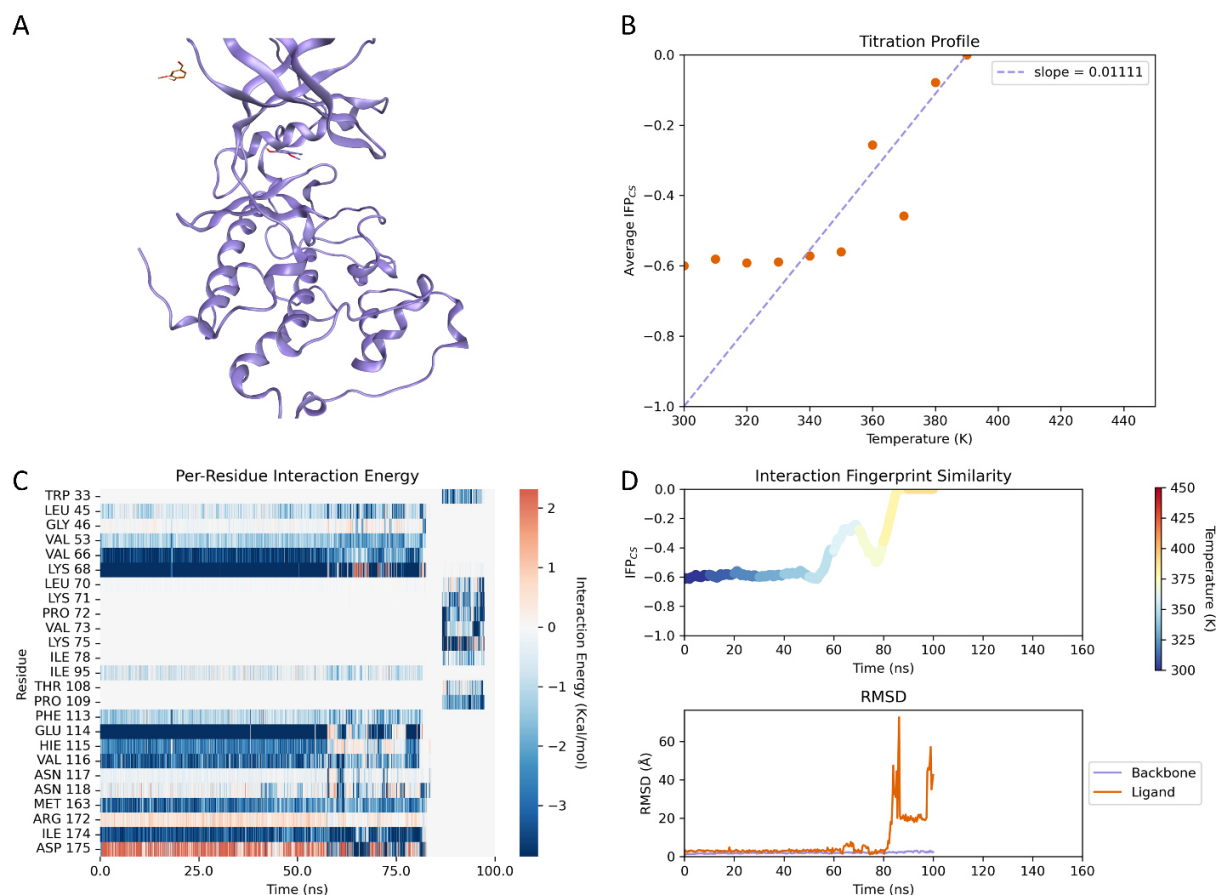 A
B
Titration Profile
slope = 0.01111
0.0
−0.2
−0.4
−0.6
−0.8
−1.0
Average IFPCS
300 320 340 360 380 400 420 440
Temperature (K)
C
Per-Residue Interaction Energy
TRP 33
LEU 45
GLY 46
VAL 53
VAL 66
LYS 68
LEU 70
LYS 71
PRO 72
VAL 73
LYS 75
ILE 78
ILE 95
THR 108
PRO 109
PHE 113
GLU 114
HIE 115
VAL 116
ASN 117
ASN 118
MET 163
ARG 172
ILE 174
ASP 175
Residue
0.0 25.0 50.0 75.0 100.0
Time (ns)
2
1
0
−1
−2
−3
Interaction Energy (Kcal/mol)
D
Interaction Fingerprint Similarity
0.0
−0.2
−0.4
−0.6
−0.8
−1.0
IFPCS
0 20 40 60 80 100 120 140 160
Time (ns)
450
425
400
375
350
325
300
Temperature
(K)
RMSD
60
40
20
0
RMSD (Å)
0 20 40 60 80 100 120 140 160
Time (ns)
Backbone
Ligand